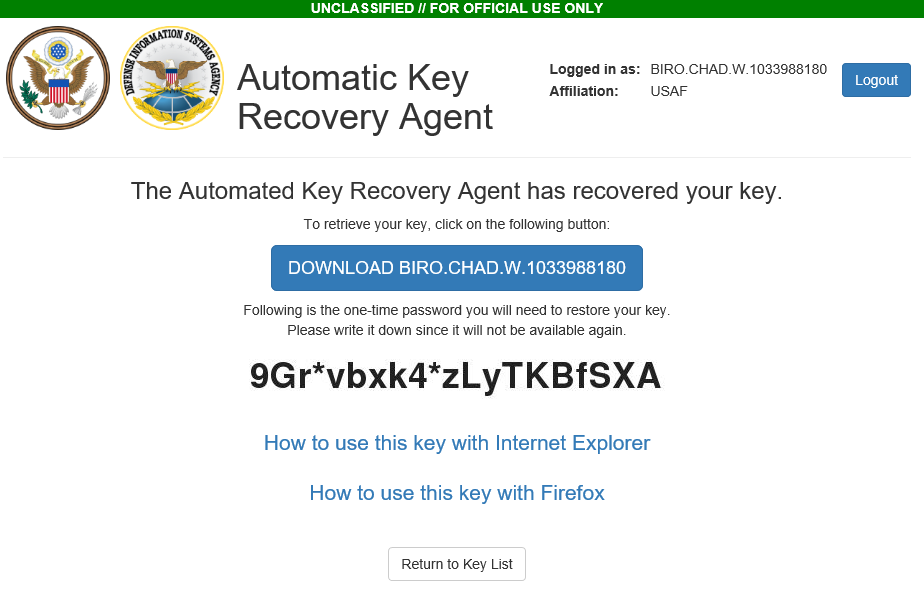 UNCLASSIFIED // FOR OFFICIAL USE ONLY
DEFENSE INFORMATION SYSTEMS AGENCY
Automatic Key
Recovery Agent
Logged in as: BIRO.CHAD.W.1033988180
Affiliation: USAF
Logout
The Automated Key Recovery Agent has recovered your key.
To retrieve your key, click on the following button:
DOWNLOAD BIRO.CHAD.W.1033988180
Following is the one-time password you will need to restore your key.
Please write it down since it will not be available again.
9Gr*vbxk4*zLyTKBfSXA
How to use this key with Internet Explorer
How to use this key with Firefox
Return to Key List